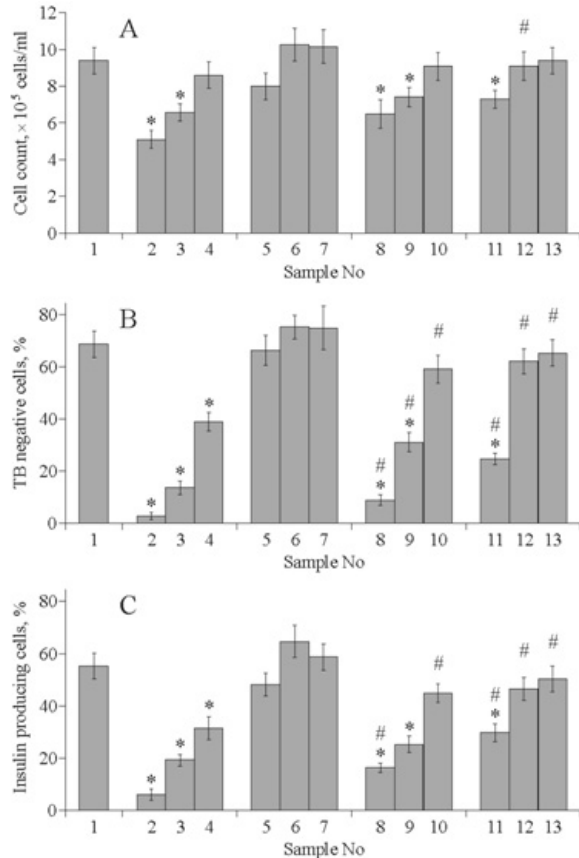 A
Cell count, × 10⁵ cells/ml
12
10
8
6
4
2
0
* * * * * #
1 2 3 4 5 6 7 8 9 10 11 12 13
Sample No
B
TB negative cells, %
80
60
40
20
0
* * * # * # * # # * # #
1 2 3 4 5 6 7 8 9 10 11 12 13
Sample No
C
Insulin producing cells, %
80
60
40
20
0
* * * # * * # # * # #
1 2 3 4 5 6 7 8 9 10 11 12 13
Sample No